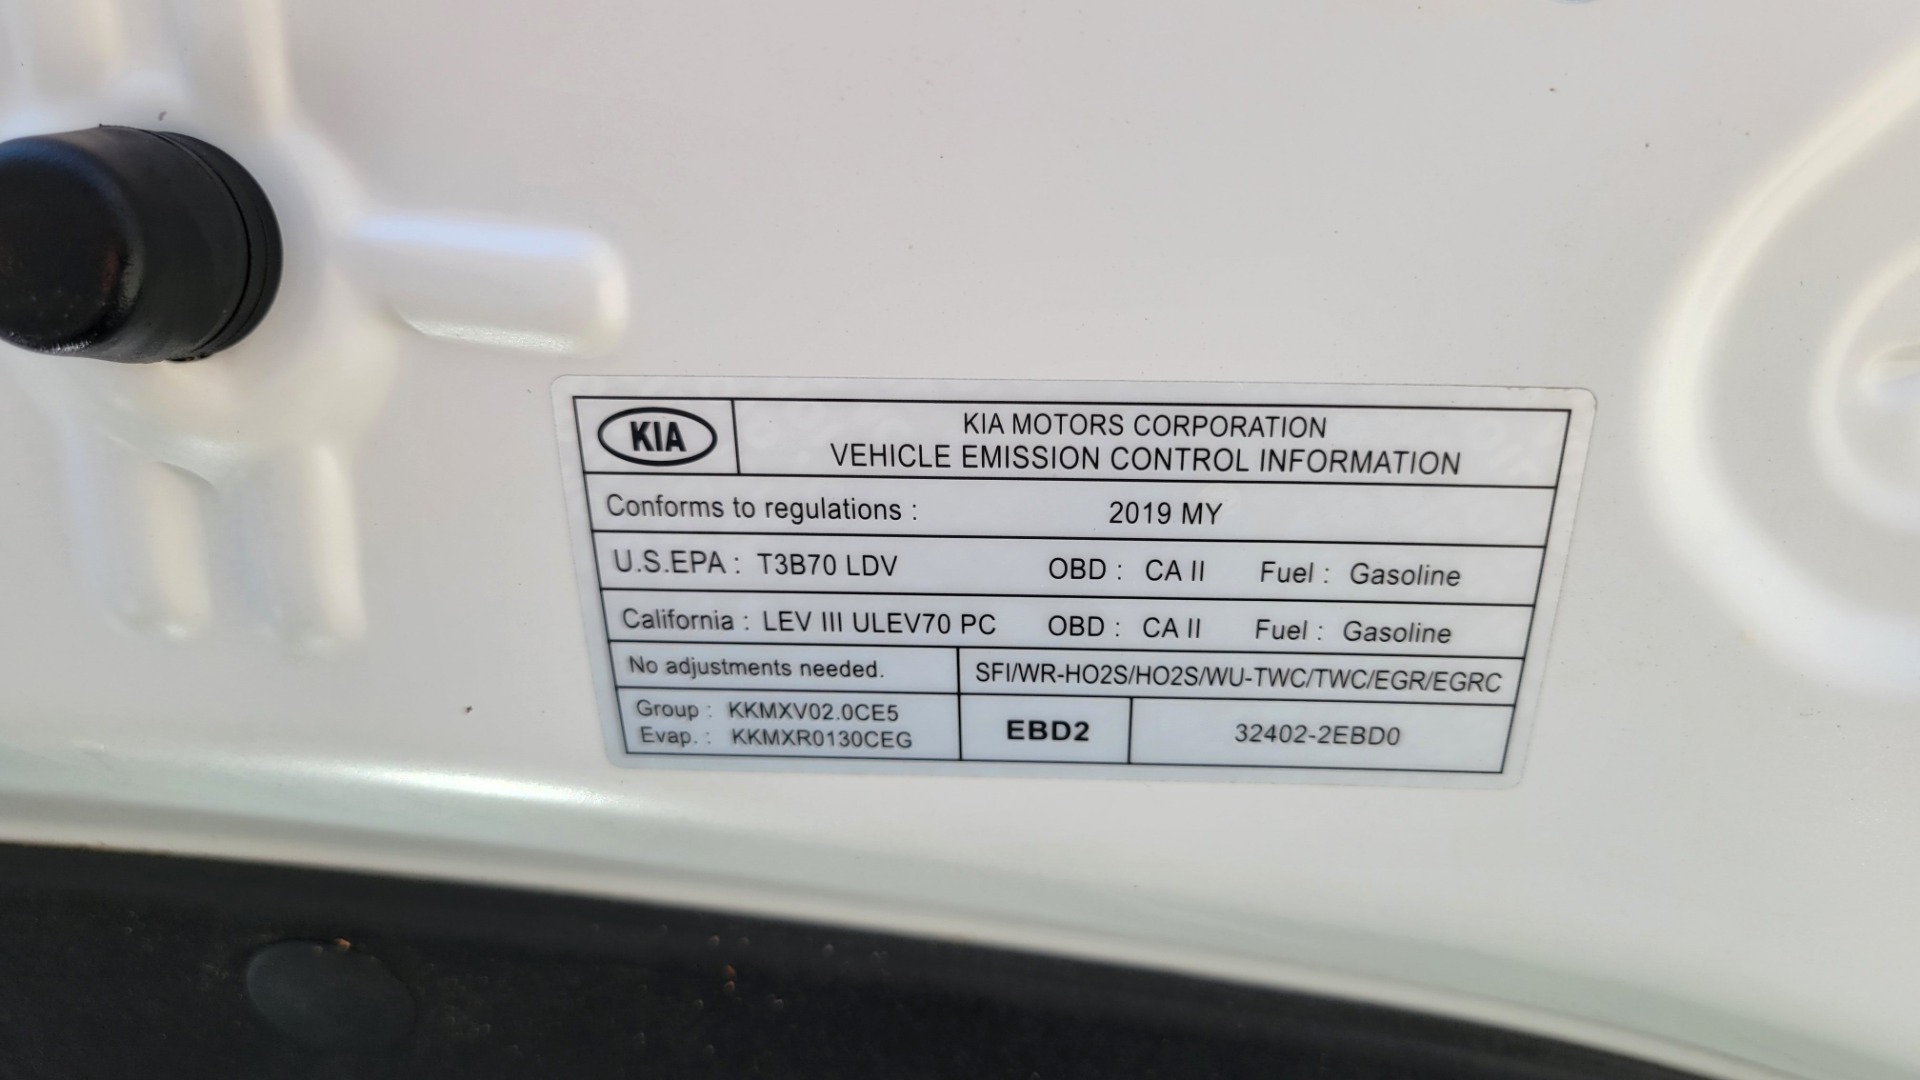 KIA
KIA MOTORS CORPORATION
VEHICLE EMISSION CONTROL INFORMATION
Conforms to regulations : 2019 MY
U.S.EPA : T3B70 LDV OBD : CA II Fuel : Gasoline
California : LEV III ULEV70 PC OBD : CA II Fuel : Gasoline
No adjustments needed. SFI/WR-HO2S/HO2S/WU-TWC/TWC/EGR/EGRC
Group : KKMXV02.0CE5
Evap. : KKMXR0130CEG
EBD2
32402-2EBD0